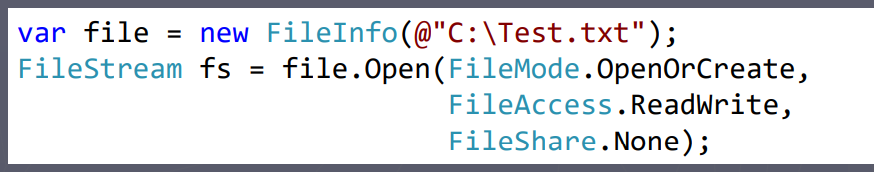 var file = new FileInfo(@"C:\Test.txt");
FileStream fs = file.Open(FileMode.OpenOrCreate,
FileAccess.ReadWrite,
FileShare.None);